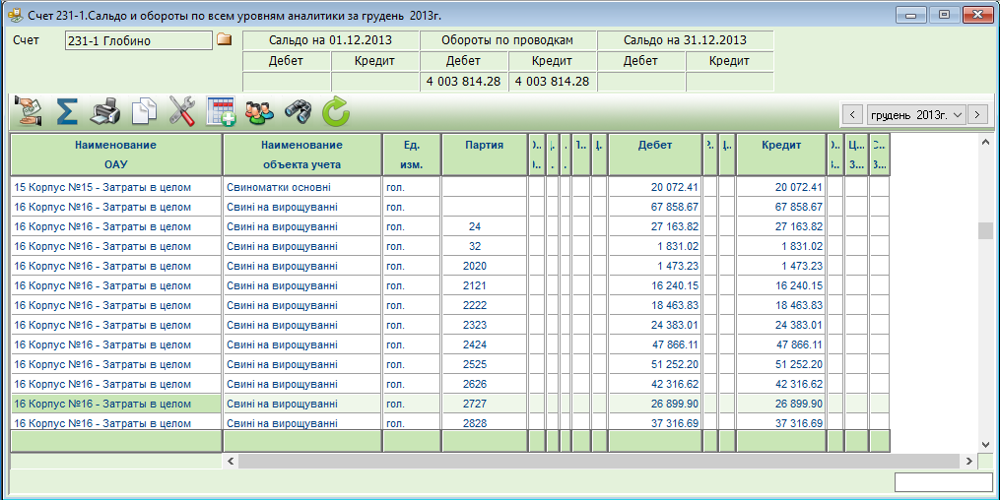 Счет 231-1.Сальдо и обороты по всем уровням аналитики за грудень 2013г.
Счет 231-1 Глобино Сальдо на 01.12.2013 Обороты по проводкам Сальдо на 31.12.2013
Дебет Кредит Дебет Кредит Дебет Кредит
4 003 814.28 4 003 814.28
грудень 2013г.
Наименование Наименование Ед. Партия Дебет Кредит
ОАУ объекта учета изм.
15 Корпус №15 - Затраты в целом Свиноматки основні гол. 20 072.41 20 072.41
16 Корпус №16 - Затраты в целом Свині на вирощуванні гол. 67 858.67 67 858.67
16 Корпус №16 - Затраты в целом Свині на вирощуванні гол. 24 27 163.82 27 163.82
16 Корпус №16 - Затраты в целом Свині на вирощуванні гол. 32 1 831.02 1 831.02
16 Корпус №16 - Затраты в целом Свині на вирощуванні гол. 2020 1 473.23 1 473.23
16 Корпус №16 - Затраты в целом Свині на вирощуванні гол. 2121 16 240.15 16 240.15
16 Корпус №16 - Затраты в целом Свині на вирощуванні гол. 2222 18 463.83 18 463.83
16 Корпус №16 - Затраты в целом Свині на вирощуванні гол. 2323 24 383.01 24 383.01
16 Корпус №16 - Затраты в целом Свині на вирощуванні гол. 2424 47 866.11 47 866.11
16 Корпус №16 - Затраты в целом Свині на вирощуванні гол. 2525 51 252.20 51 252.20
16 Корпус №16 - Затраты в целом Свині на вирощуванні гол. 2626 42 316.62 42 316.62
16 Корпус №16 - Затраты в целом Свині на вирощуванні гол. 2727 26 899.90 26 899.90
16 Корпус №16 - Затраты в целом Свині на вирощуванні гол. 2828 37 316.69 37 316.69